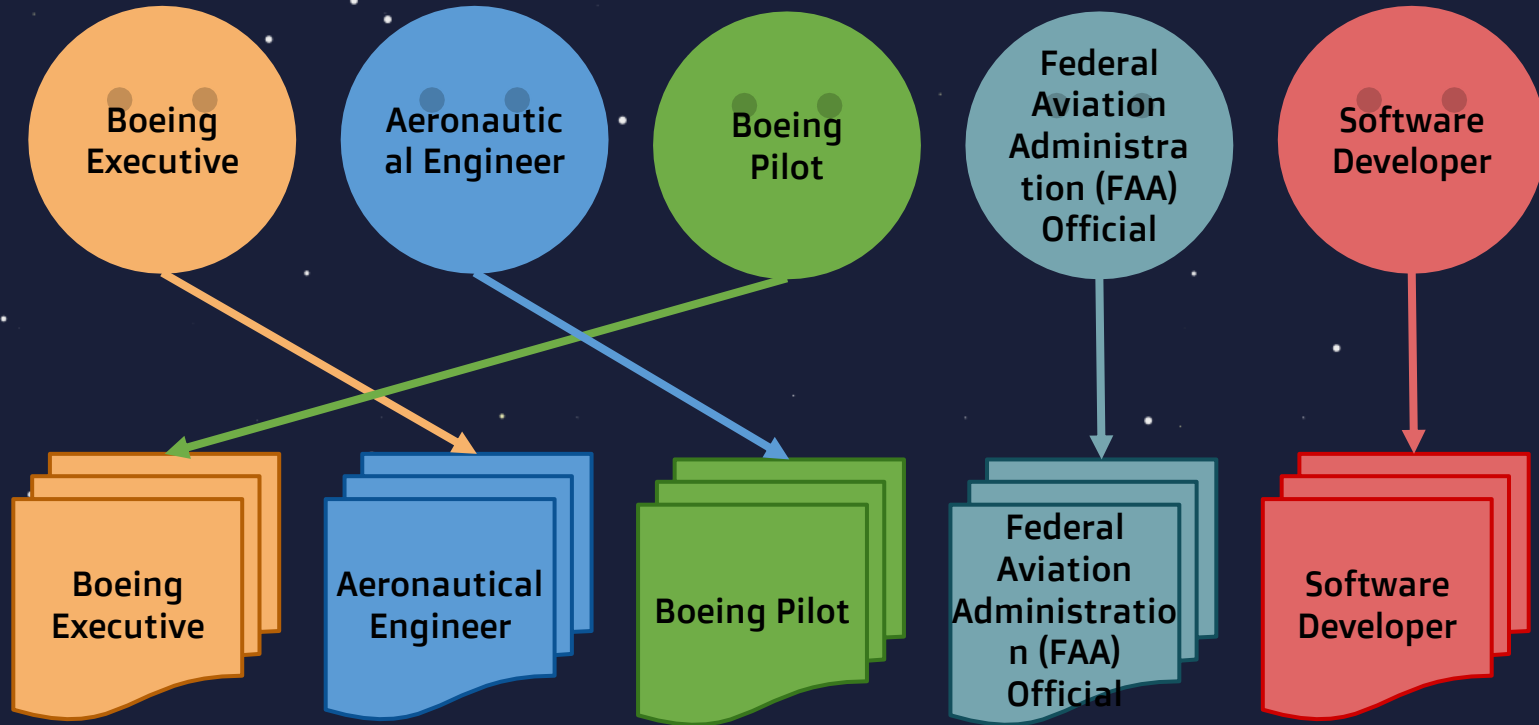 Boeing
Executive
Aeronautic
al Engineer
Boeing
Pilot
Federal
Aviation
Administra
tion (FAA)
Official
Software
Developer
Boeing
Executive
Aeronautical
Engineer
Boeing Pilot
Federal
Aviation
Administratio
n (FAA)
Official
Software
Developer